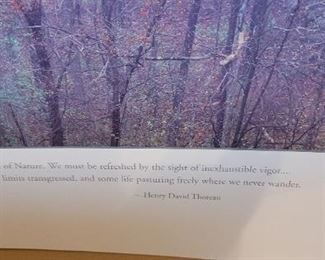 of Nature. We must be refreshed by the sight of inexhaustible vigor....
limits transgressed, and some life pasturing freely where we never wander.
—Henry David Thoreau